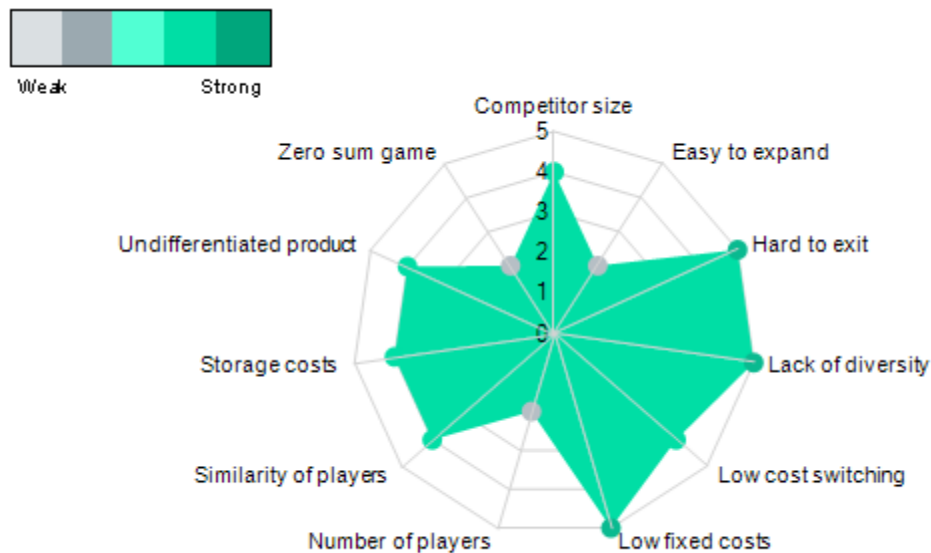 Weak Strong
Competitor size
Zero sum game
Easy to expand
Undifferentiated product
Hard to exit
5
4
3
2
1
0
Storage costs
Lack of diversity
Similarity of players
Low cost switching
Number of players
Low fixed costs